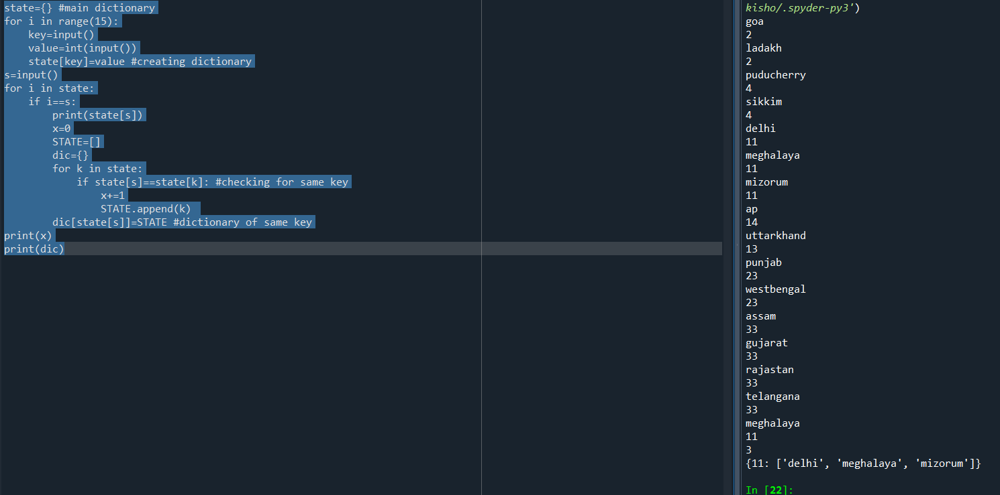 state={} #main dictionary
for i in range(15):
    key=input()
    value=int(input())
    state[key]=value #creating dictionary
s=input()
for i in state:
    if i==s:
        print(state[s])
        x=0
        STATE=[]
        dic={}
        for k in state:
            if state[s]==state[k]: #checking for same key
                x+=1
                STATE.append(k)
        dic[state[s]]=STATE #dictionary of same key
print(x)
print(dic)
kisho/.spyder-py3')
goa
2
ladakh
2
puducherry
4
sikkim
4
delhi
11
meghalaya
11
mizorum
11
ap
14
uttarkhand
13
punjab
23
westbengal
23
assam
33
gujarat
33
rajastan
33
telangana
33
meghalaya
11
3
{11: ['delhi', 'meghalaya', 'mizorum']}
In [22]: